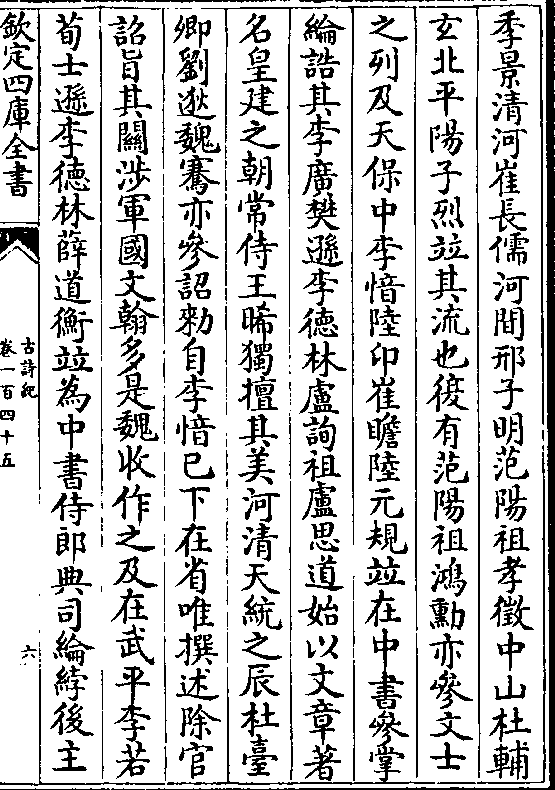 季景清河崔長儒河間邢子明范陽祖孝徵中山杜輔
玄北平陽子烈竝其流也後有范陽祖鴻勳亦參文士
之列及天保中李愔陸卬崔瞻陸元規竝在中書參掌
綸誥其李廣樊遜李德林盧詢祖盧思道始以文章著
名皇建之朝常侍王晞獨擅其美河清天統之辰杜臺
卿劉逖魏騫亦參詔勑自李愔已下在省唯撰述除官
詔旨其關涉軍國文翰多是魏收作之及在武平李若
荀士遜李德林薛道衡竝為中書侍郎典司綸綍後主
欽定四庫全書
古詩紀
卷一百四十五
六